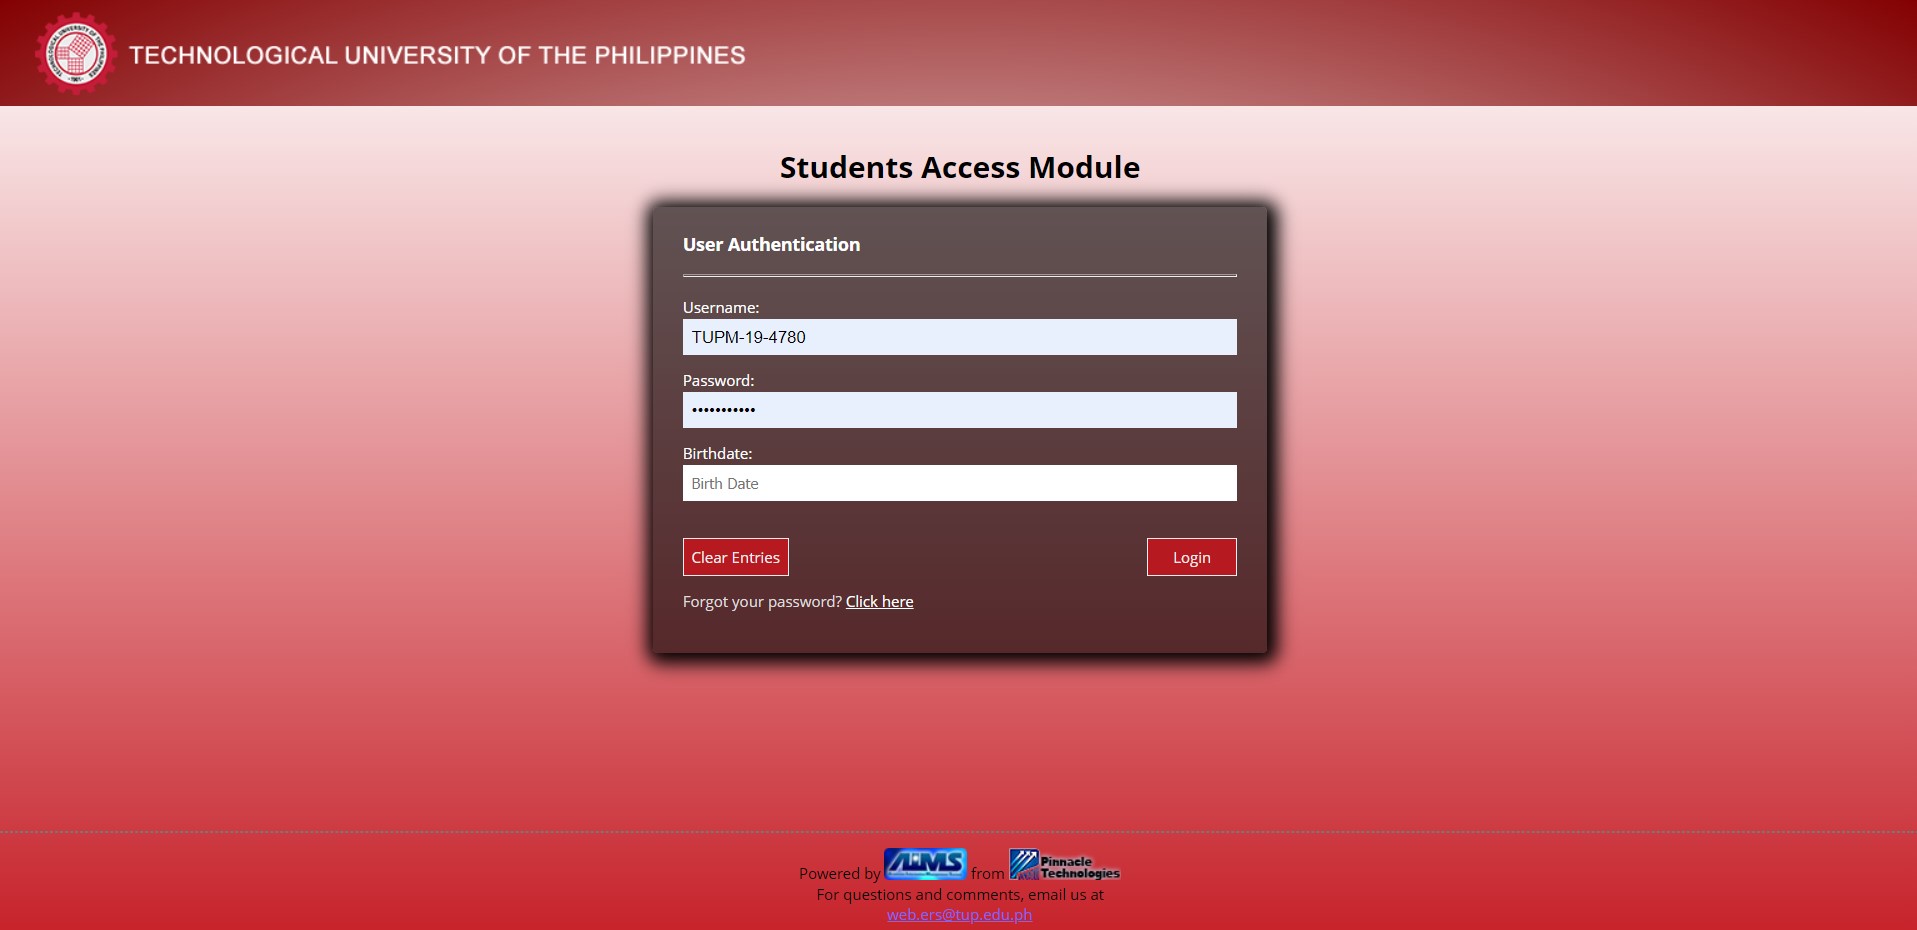 TECHNOLOGICAL UNIVERSITY OF THE PHILIPPINES
Students Access Module
User Authentication
Username:
TUPM-19-4780
Password:
•••••••••••
Birthdate:
Birth Date
Clear Entries Login
Forgot your password? Click here
Powered by AIMS from Pinnacle Technologies
For questions and comments, email us at
web.ers@tup.edu.ph